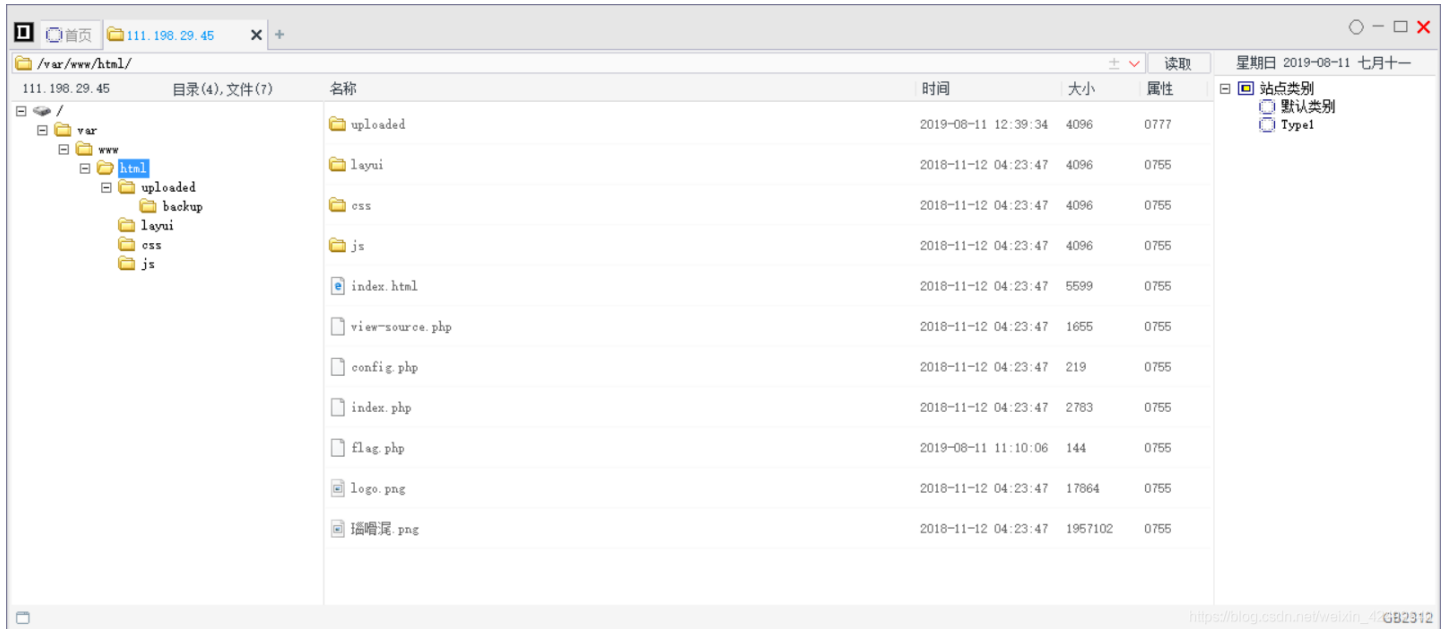 首页 111.198.29.45 +
/var/www/html/ 读取 星期日 2019-08-11 七月十一
111.198.29.45 目录(4),文件(7) 名称 时间 大小 属性 站点类别
/ 默认类别
var uploaded 2019-08-11 12:39:34 4096 0777 Type1
www
html layui 2018-11-12 04:23:47 4096 0755
uploaded
backup css 2018-11-12 04:23:47 4096 0755
layui
css js 2018-11-12 04:23:47 4096 0755
js
index.html 2018-11-12 04:23:47 5599 0755
view-source.php 2018-11-12 04:23:47 1655 0755
config.php 2018-11-12 04:23:47 219 0755
index.php 2018-11-12 04:23:47 2783 0755
flag.php 2019-08-11 11:10:06 144 0755
logo.png 2018-11-12 04:23:47 17864 0755
.png 2018-11-12 04:23:47 1957102 0755
GB2312